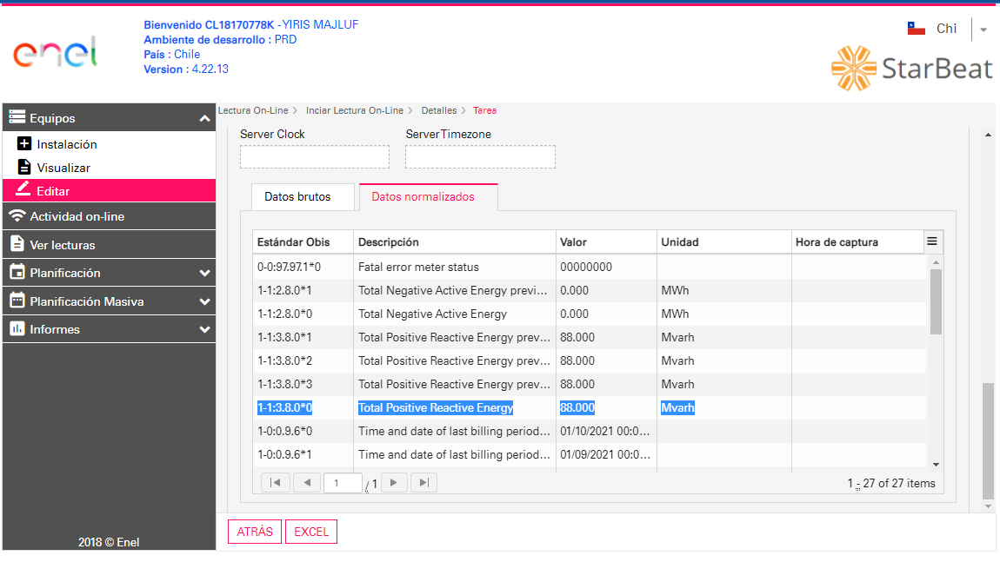 Bienvenido CL18170778K - YIRIS MAJLUF
Ambiente de desarrollo : PRD
País : Chile
Version : 4.22.13
enel
Chi
StarBeat
Equipos
Instalación
Visualizar
Editar
Actividad on-line
Ver lecturas
Planificación
Planificación Masiva
Informes
2018 © Enel
Lectura On-Line > Inciar Lectura On-Line > Detalles > Tarea
Server Clock ServerTimezone
Datos brutos Datos normalizados
Estándar Obis Descripción Valor Unidad Hora de captura
0-0:97.97.1*0 Fatal error meter status 00000000
1-1:2.8.0*1 Total Negative Active Energy previ... 0.000 MWh
1-1:2.8.0*0 Total Negative Active Energy 0.000 MWh
1-1:3.8.0*1 Total Positive Reactive Energy prev... 88.000 Mvarh
1-1:3.8.0*2 Total Positive Reactive Energy prev... 88.000 Mvarh
1-1:3.8.0*3 Total Positive Reactive Energy prev... 88.000 Mvarh
1-1:3.8.0*0 Total Positive Reactive Energy 88.000 Mvarh
1-0:0.9.6*0 Time and date of last billing period... 01/10/2021 00:0...
1-0:0.9.6*1 Time and date of last billing period... 01/09/2021 00:0...
1 / 1 1 - 27 of 27 items
ATRÁS EXCEL